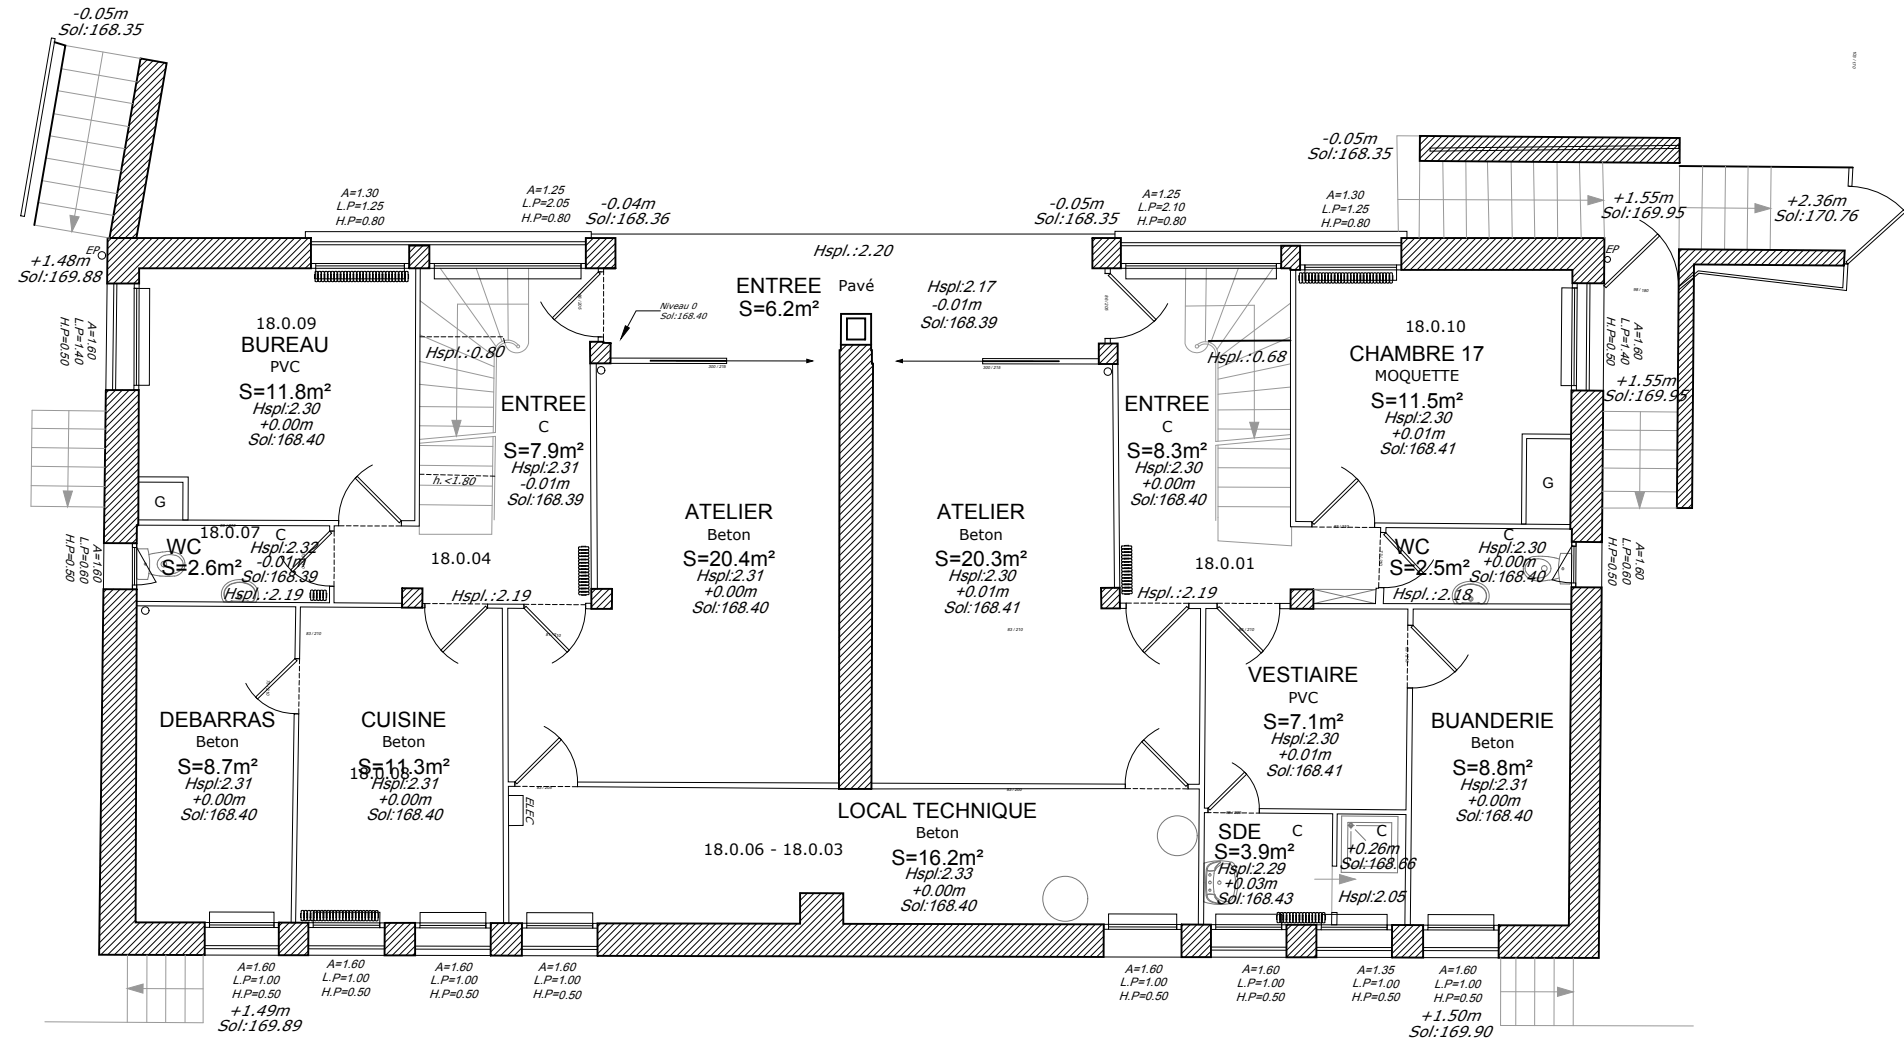 -0.05m
Sol:168.35
+1.48m
Sol:169.88
EP
A=1.30
L.P=1.25
H.P=0.80
A=1.25
L.P=2.05
H.P=0.80
-0.04m
Sol:168.36
Hspl.:2.20
-0.05m
Sol:168.35
A=1.25
L.P=2.10
H.P=0.80
A=1.30
L.P=1.25
H.P=0.80
-0.05m
Sol:168.35
+1.55m
Sol:169.95
+2.36m
Sol:170.76
EP
A=1.60
L.P=1.40
H.P=0.50
18.0.09
BUREAU
PVC
S=11.8m²
Hspl:2.30
+0.00m
Sol:168.40
G
Hspl.:0.80
ENTREE
C
S=7.9m²
Hspl:2.31
-0.01m
Sol:168.39
h.<1.80
Niveau 0
Sol:168.40
ENTREE
S=6.2m²
Pavé
Hspl:2.17
-0.01m
Sol:168.39
300 / 215
300 / 215
ATELIER
Beton
S=20.4m²
Hspl:2.31
+0.00m
Sol:168.40
ATELIER
Beton
S=20.3m²
Hspl:2.30
+0.01m
Sol:168.41
Hspl.:0.68
ENTREE
C
S=8.3m²
Hspl:2.30
+0.00m
Sol:168.40
18.0.10
CHAMBRE 17
MOQUETTE
S=11.5m²
Hspl:2.30
+0.01m
Sol:168.41
G
A=1.60
L.P=1.40
H.P=0.50
+1.55m
Sol:169.95
A=1.60
L.P=0.60
H.P=0.50
18.0.07
C
WC
S=2.6m²
Hspl:2.32
-0.01m
Sol:168.39
Hspl.:2.19
18.0.04
Hspl.:2.19
18.0.01
Hspl.:2.19
WC
S=2.5m²
C
Hspl:2.30
+0.00m
Sol:168.40
Hspl.:2.18
A=1.60
L.P=0.60
H.P=0.50
83 / 210
83 / 210
DEBARRAS
Beton
S=8.7m²
Hspl:2.31
+0.00m
Sol:168.40
CUISINE
Beton
S=11.3m²
18.0.08
Hspl:2.31
+0.00m
Sol:168.40
VESTIAIRE
PVC
S=7.1m²
Hspl:2.30
+0.01m
Sol:168.41
BUANDERIE
Beton
S=8.8m²
Hspl:2.31
+0.00m
Sol:168.40
ELEC
LOCAL TECHNIQUE
Beton
18.0.06 - 18.0.03
S=16.2m²
Hspl:2.33
+0.00m
Sol:168.40
SDE
C
S=3.9m²
Hspl:2.29
+0.03m
Sol:168.43
C
+0.26m
Sol:168.66
Hspl:2.05
A=1.60
L.P=1.00
H.P=0.50
A=1.60
L.P=1.00
H.P=0.50
A=1.60
L.P=1.00
H.P=0.50
A=1.60
L.P=1.00
H.P=0.50
A=1.60
L.P=1.00
H.P=0.50
A=1.60
L.P=1.00
H.P=0.50
A=1.35
L.P=1.00
H.P=0.50
A=1.60
L.P=1.00
H.P=0.50
+1.49m
Sol:169.89
+1.50m
Sol:169.90